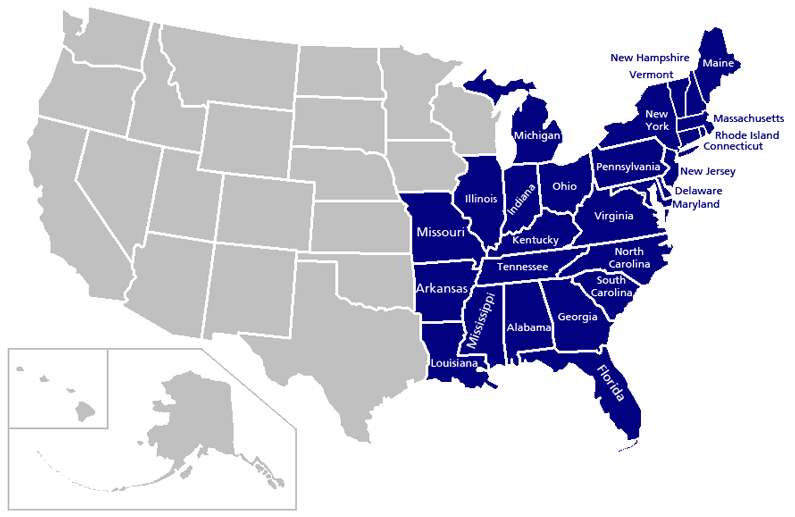 New Hampshire
Vermont
Maine
New
York
Massachusetts
Rhode Island
Connecticut
Michigan
Pennsylvania
New Jersey
Ohio
Indiana
Illinois
Delaware
Maryland
Virginia
Missouri
Kentucky
North
Carolina
Tennessee
South
Carolina
Arkansas
Mississippi
Georgia
Alabama
Louisiana
Florida